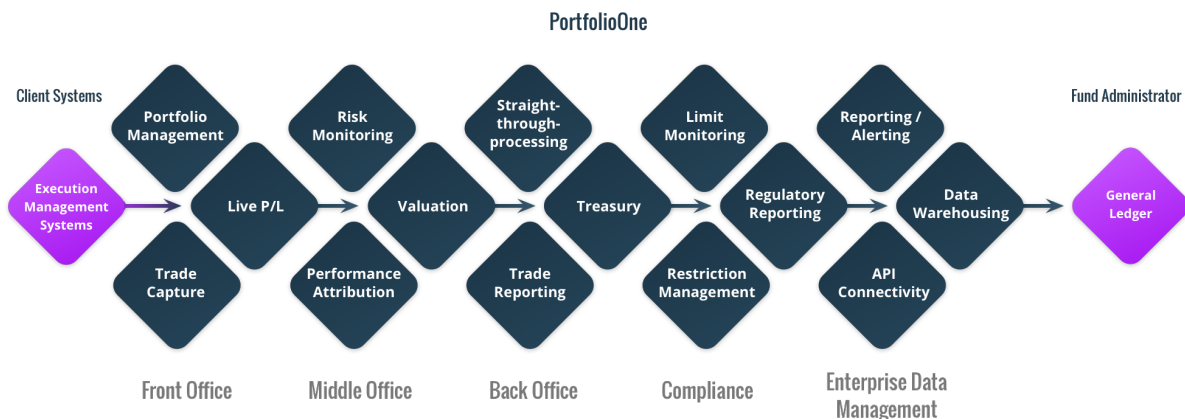 PortfolioOne
Client Systems
Fund Administrator
Execution
Management
Systems
Portfolio
Management
Live P/L
Trade
Capture
Risk
Monitoring
Valuation
Performance
Attribution
Straight-
through-
processing
Treasury
Trade
Reporting
Limit
Monitoring
Regulatory
Reporting
Restriction
Management
Reporting /
Alerting
Data
Warehousing
API
Connectivity
General
Ledger
Front Office
Middle Office
Back Office
Compliance
Enterprise Data
Management